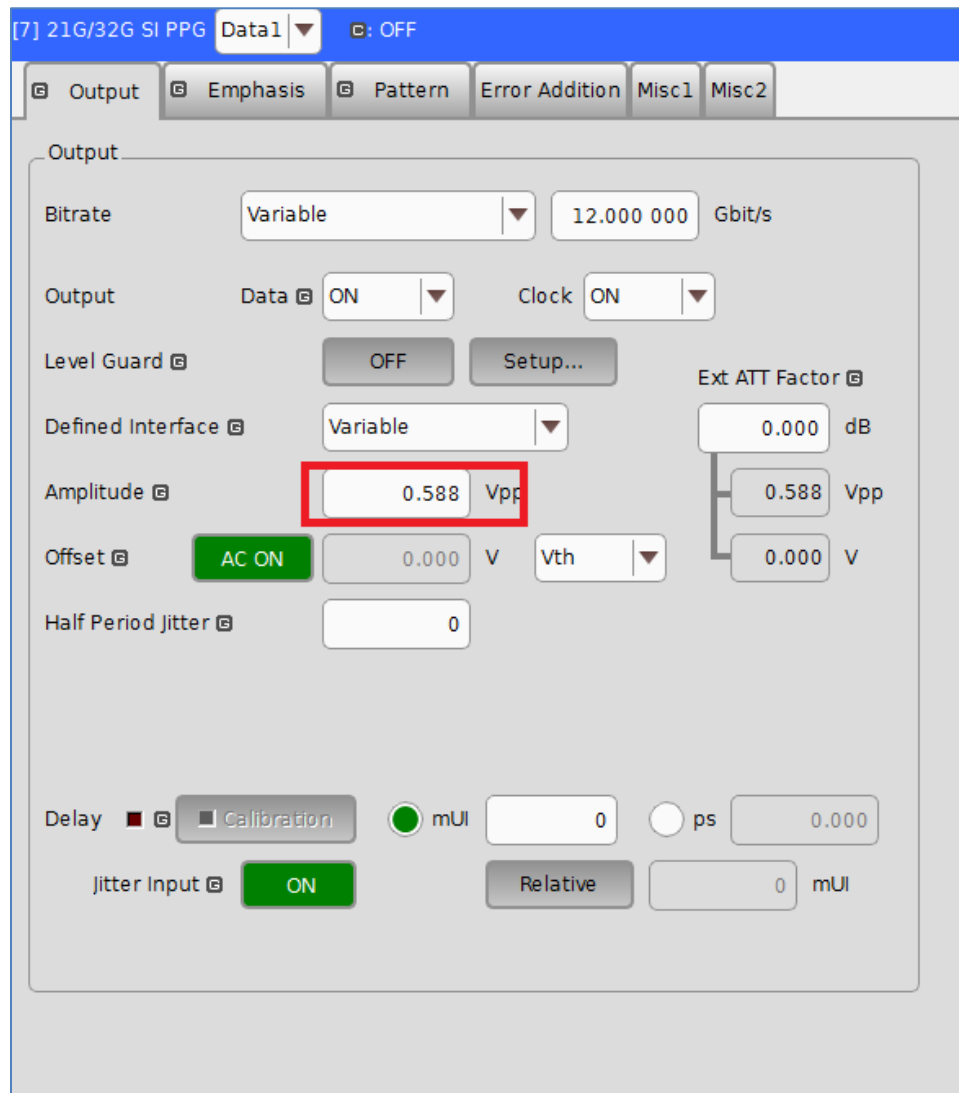 [7] 21G/32G SI PPG Data1 C: OFF
G Output G Emphasis G Pattern Error Addition Misc1 Misc2
Output
Bitrate Variable 12.000 000 Gbit/s
Output Data G ON Clock ON
Level Guard G OFF Setup...
Ext ATT Factor G
Defined Interface G Variable 0.000 dB
Amplitude G 0.588 Vpp 0.588 Vpp
Offset G AC ON 0.000 V Vth 0.000 V
Half Period Jitter G 0
Delay G Calibration mUI 0 ps 0.000
Jitter Input G ON Relative 0 mUI